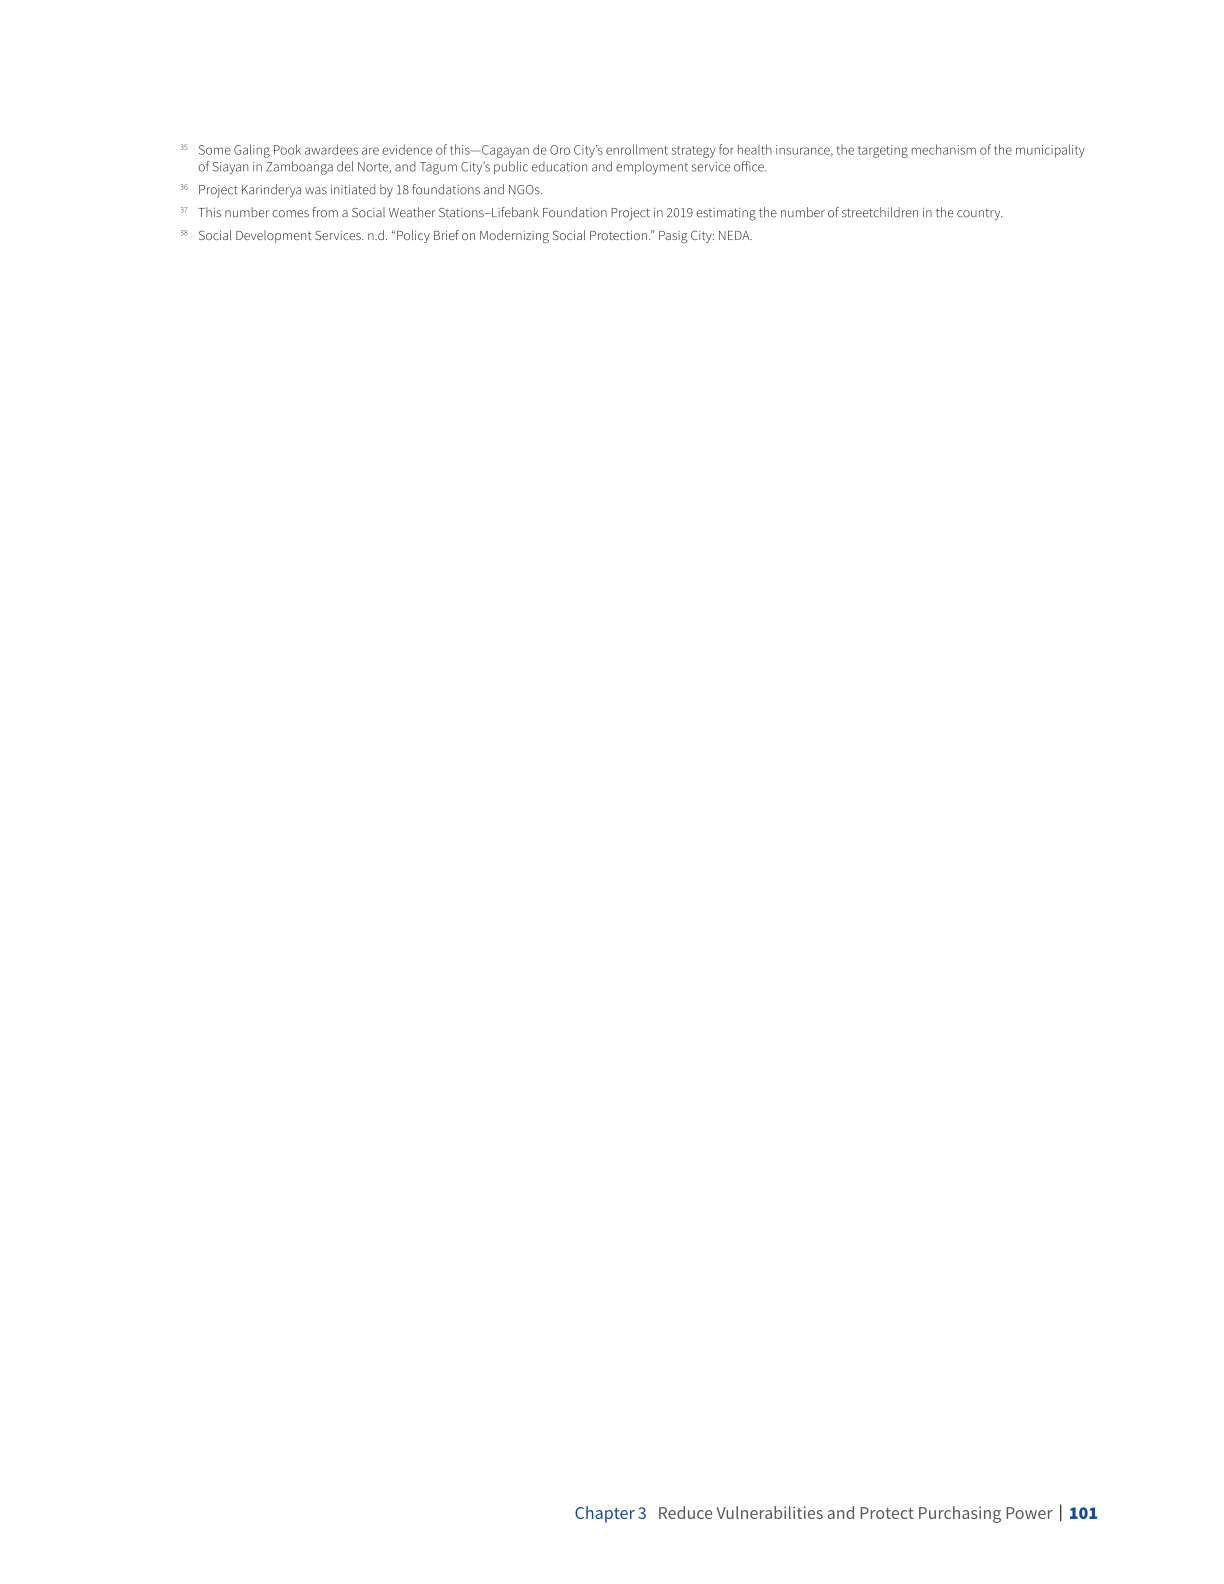 35 Some Galing Pook awardees are evidence of this—Cagayan de Oro City’s enrollment strategy for health insurance, the targeting mechanism of the municipality
of Siayan in Zamboanga del Norte, and Tagum City’s public education and employment service office.
36 Project Karinderya was initiated by 18 foundations and NGOs.
37 This number comes from a Social Weather Stations–Lifebank Foundation Project in 2019 estimating the number of streetchildren in the country.
38 Social Development Services. n.d. “Policy Brief on Modernizing Social Protection.” Pasig City: NEDA.
Chapter 3 Reduce Vulnerabilities and Protect Purchasing Power | 101